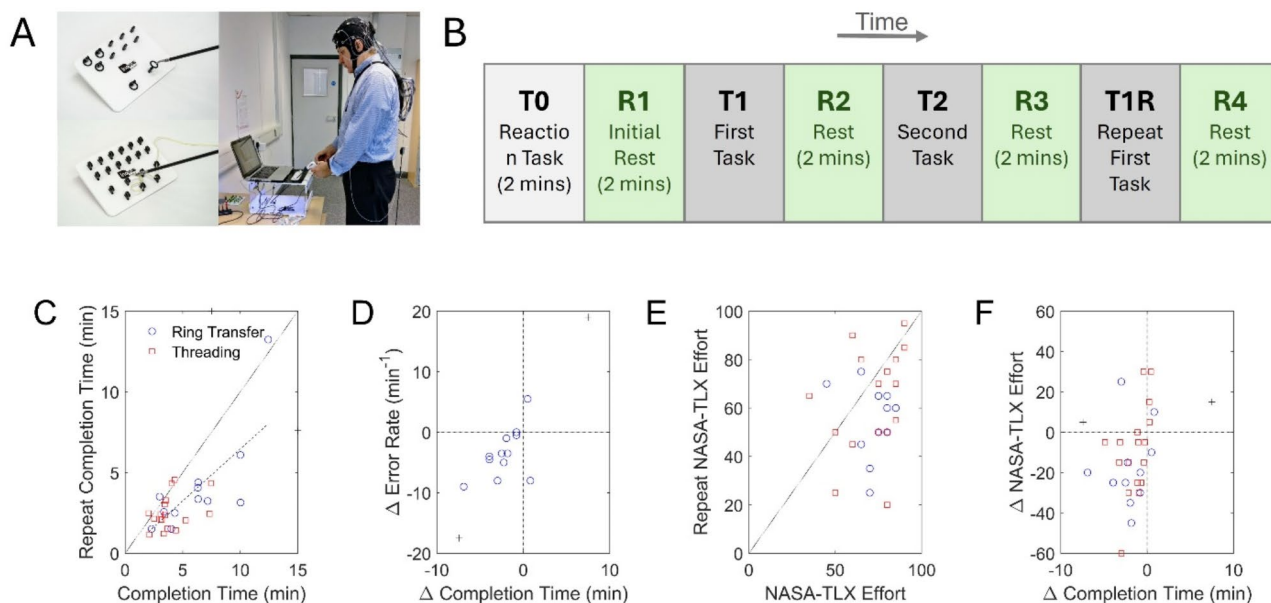 A
B
Time
T0
Reactio
n Task
(2 mins)
R1
Initial
Rest
(2 mins)
T1
First
Task
R2
Rest
(2 mins)
T2
Second
Task
R3
Rest
(2 mins)
T1R
Repeat
First
Task
R4
Rest
(2 mins)
C
Repeat Completion Time (min)
15
10
5
0
0
5
10
15
Completion Time (min)
Ring Transfer
Threading
D
Δ Error Rate (min⁻¹)
20
10
0
-10
-20
-10
0
10
Δ Completion Time (min)
E
Repeat NASA-TLX Effort
100
80
60
40
20
0
0
50
100
NASA-TLX Effort
F
Δ NASA-TLX Effort
60
40
20
0
-20
-40
-60
-10
0
10
Δ Completion Time (min)